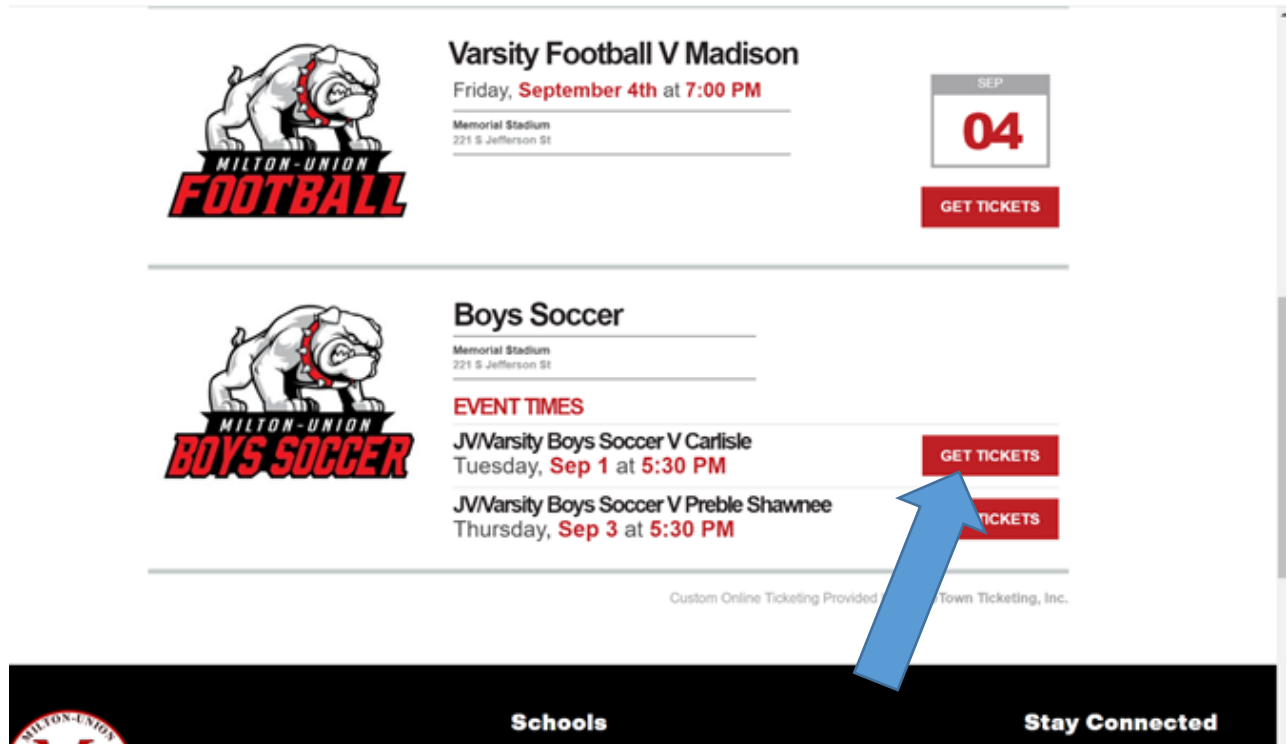 Varsity Football V Madison
Friday, September 4th at 7:00 PM
Memorial Stadium
221 S Jefferson St
SEP
04
GET TICKETS
MILTON-UNION
FOOTBALL
Boys Soccer
Memorial Stadium
221 S Jefferson St
EVENT TIMES
JV/Varsity Boys Soccer V Carlisle
Tuesday, Sep 1 at 5:30 PM
GET TICKETS
JV/Varsity Boys Soccer V Preble Shawnee
Thursday, Sep 3 at 5:30 PM
TICKETS
MILTON-UNION
BOYS SOCCER
Custom Online Ticketing Provided Town Ticketing, Inc.
MILTON-UNION
Schools
Stay Connected